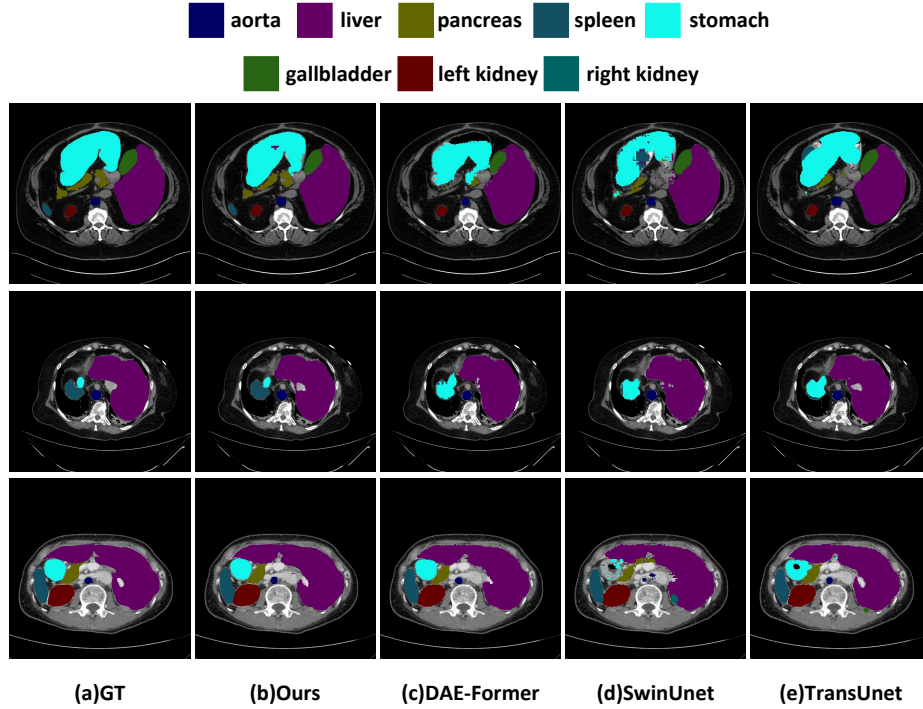 aorta liver pancreas spleen stomach
gallbladder left kidney right kidney
(a)GT (b)Ours (c)DAE-Former (d)SwinUnet (e)TransUnet